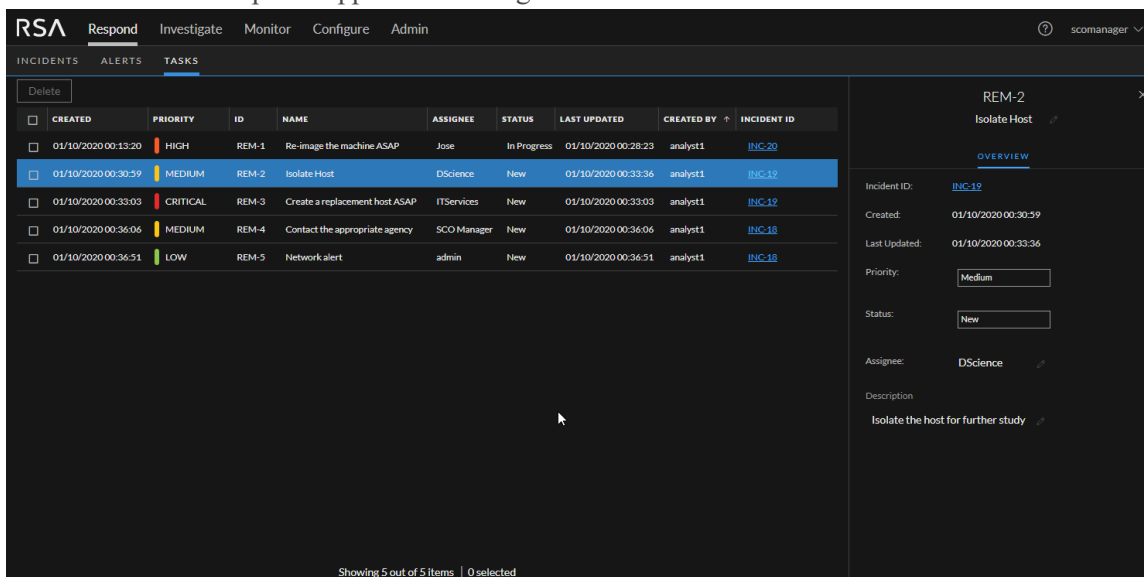 RSA Respond Investigate Monitor Configure Admin scomanager
INCIDENTS ALERTS TASKS
Delete
CREATED PRIORITY ID NAME ASSIGNEE STATUS LAST UPDATED CREATED BY ↑ INCIDENT ID
01/10/2020 00:13:20 HIGH REM-1 Re-image the machine ASAP Jose In Progress 01/10/2020 00:28:23 analyst1 INC-20
01/10/2020 00:30:59 MEDIUM REM-2 Isolate Host DScience New 01/10/2020 00:33:36 analyst1 INC-19
01/10/2020 00:33:03 CRITICAL REM-3 Create a replacement host ASAP ITServices New 01/10/2020 00:33:03 analyst1 INC-19
01/10/2020 00:36:06 MEDIUM REM-4 Contact the appropriate agency SCO Manager New 01/10/2020 00:36:06 analyst1 INC-18
01/10/2020 00:36:51 LOW REM-5 Network alert admin New 01/10/2020 00:36:51 analyst1 INC-18
Showing 5 out of 5 items | 0 selected
REM-2
Isolate Host
OVERVIEW
Incident ID: INC-19
Created: 01/10/2020 00:30:59
Last Updated: 01/10/2020 00:33:36
Priority: Medium
Status: New
Assignee: DScience
Description
Isolate the host for further study